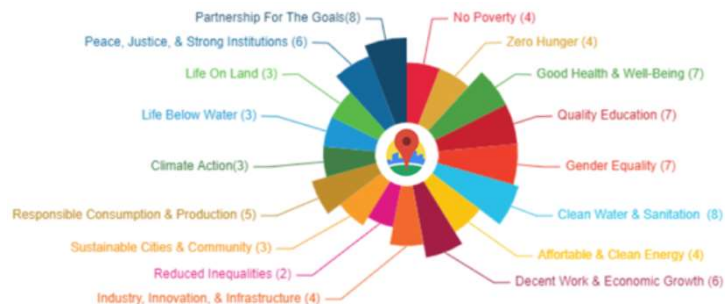 Partnership For The Goals(8)
No Poverty (4)
Peace, Justice, & Strong Institutions (6)
Zero Hunger (4)
Life On Land (3)
Good Health & Well-Being (7)
Life Below Water (3)
Quality Education (7)
Climate Action(3)
Gender Equality (7)
Responsible Consumption & Production (5)
Clean Water & Sanitation (8)
Sustainable Cities & Community (3)
Affortable & Clean Energy (4)
Reduced Inequalities (2)
Decent Work & Economic Growth (6)
Industry, Innovation, & Infrastructure (4)